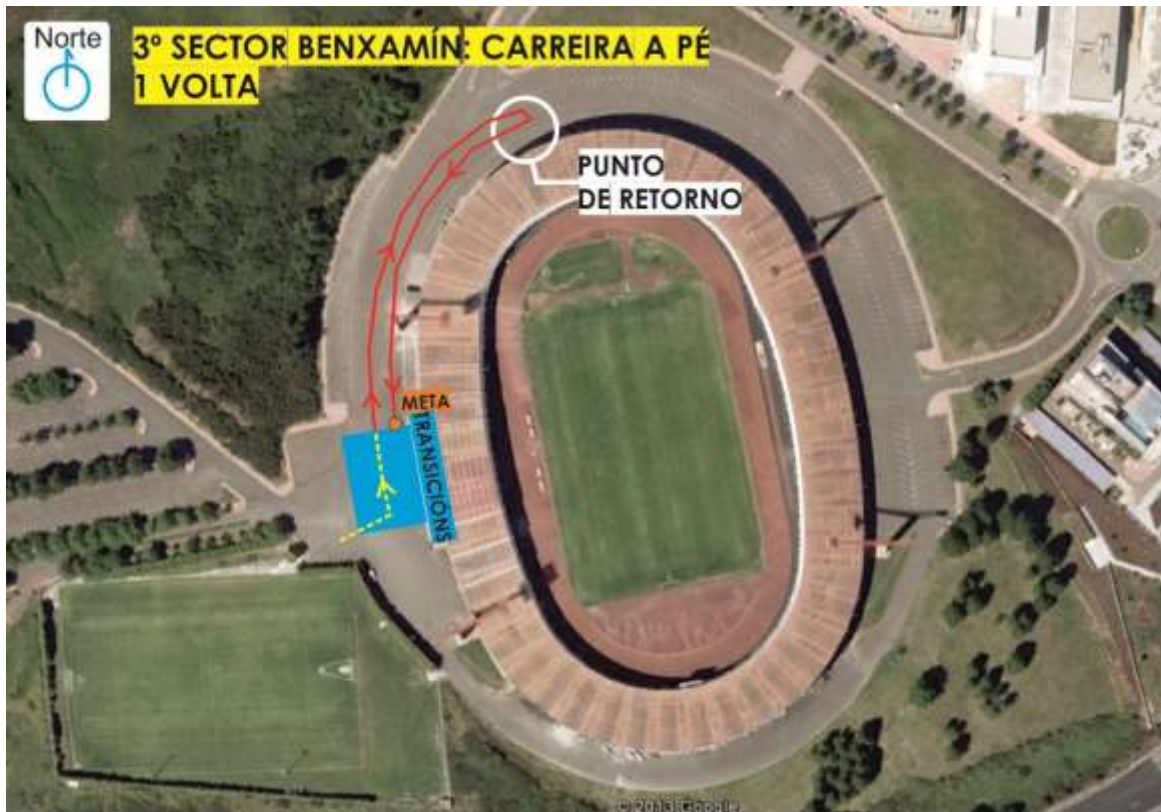 Norte
3º SECTOR BENXAMÍN: CARREIRA A PÉ
1 VOLTA
PUNTO
DE RETORNO
META
TRANSICIÓNS
© 2013 Google